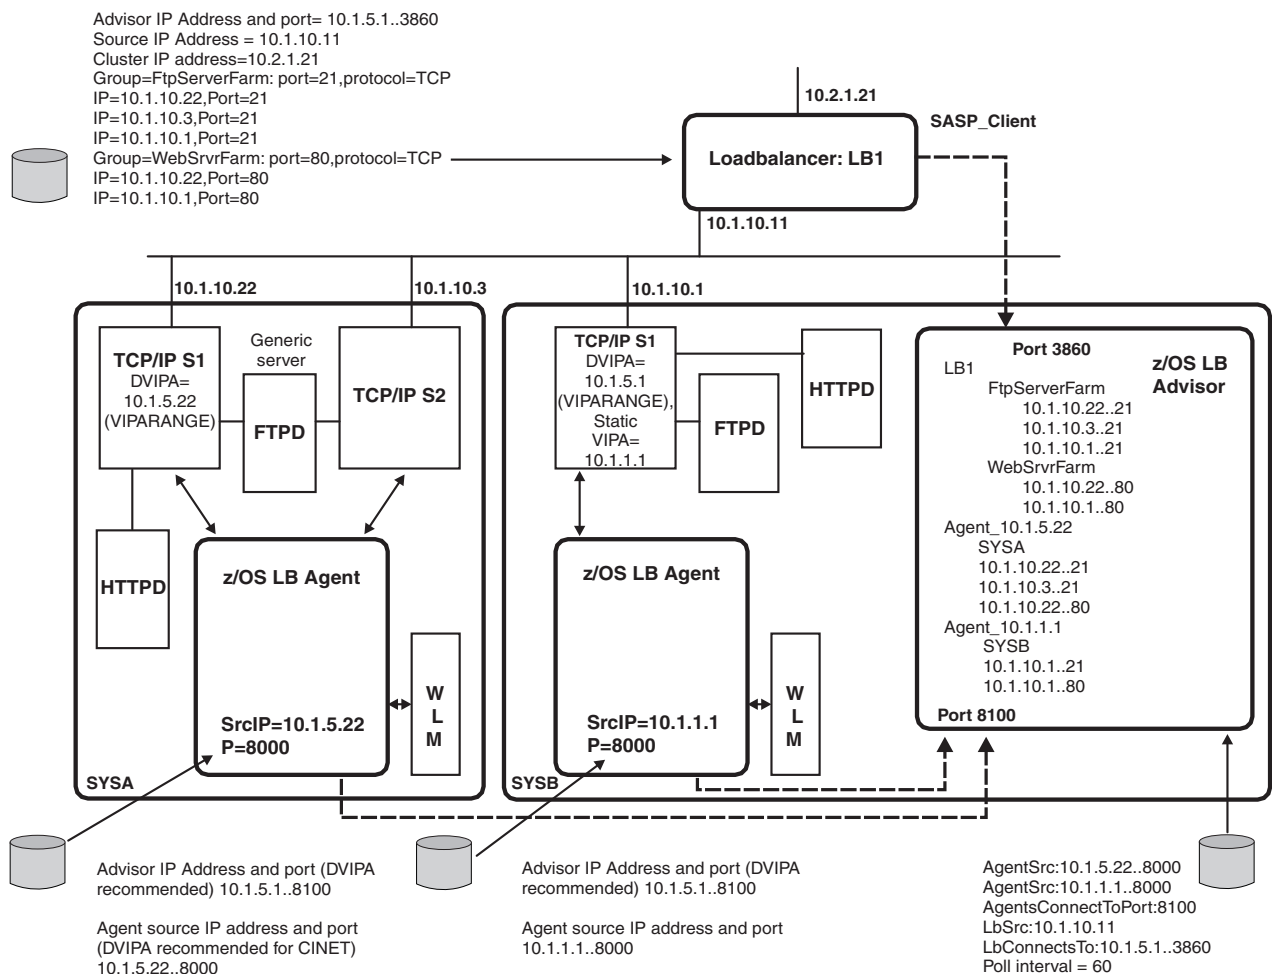 Advisor IP Address and port= 10.1.5.1..3860
Source IP Address = 10.1.10.11
Cluster IP address=10.2.1.21
Group=FtpServerFarm: port=21,protocol=TCP
IP=10.1.10.22,Port=21
IP=10.1.10.3,Port=21
IP=10.1.10.1,Port=21
Group=WebSrvrFarm: port=80,protocol=TCP
IP=10.1.10.22,Port=80
IP=10.1.10.1,Port=80
10.2.1.21
SASP_Client
Loadbalancer: LB1
10.1.10.11
10.1.10.22
10.1.10.3
10.1.10.1
TCP/IP S1
DVIPA=
10.1.5.22
(VIPARANGE)
Generic
server
FTPD
TCP/IP S2
HTTPD
z/OS LB Agent
SrcIP=10.1.5.22
P=8000
W
L
M
SYSA
TCP/IP S1
DVIPA=
10.1.5.1
(VIPARANGE),
Static
VIPA=
10.1.1.1
FTPD
HTTPD
z/OS LB Agent
SrcIP=10.1.1.1
P=8000
W
L
M
SYSB
Port 3860
z/OS LB
Advisor
LB1
FtpServerFarm
10.1.10.22..21
10.1.10.3..21
10.1.10.1..21
WebSrvrFarm
10.1.10.22..80
10.1.10.1..80
Agent_10.1.5.22
SYSA
10.1.10.22..21
10.1.10.3..21
10.1.10.22..80
Agent_10.1.1.1
SYSB
10.1.10.1..21
10.1.10.1..80
Port 8100
Advisor IP Address and port (DVIPA
recommended) 10.1.5.1..8100
Agent source IP address and port
(DVIPA recommended for CINET)
10.1.5.22..8000
Advisor IP Address and port (DVIPA
recommended) 10.1.5.1..8100
Agent source IP address and port
10.1.1.1..8000
AgentSrc:10.1.5.22..8000
AgentSrc:10.1.1.1..8000
AgentsConnectToPort:8100
LbSrc:10.1.10.11
LbConnectsTo:10.1.5.1..3860
Poll interval = 60